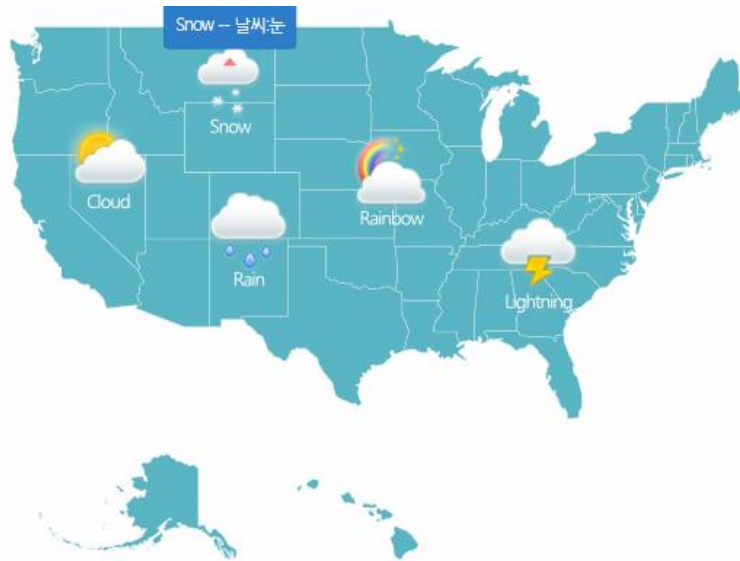 Snow -- 날씨:눈
Snow
Cloud
Rainbow
Rain
Lightning